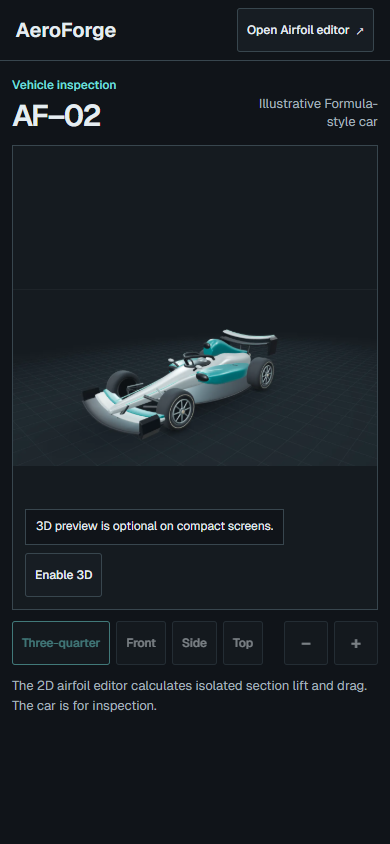 AeroForge
Open Airfoil editor ↗
Vehicle inspection
AF–02
Illustrative Formula-
style car
3D preview is optional on compact screens.
Enable 3D
Three-quarter Front Side Top − +
The 2D airfoil editor calculates isolated section lift and drag.
The car is for inspection.